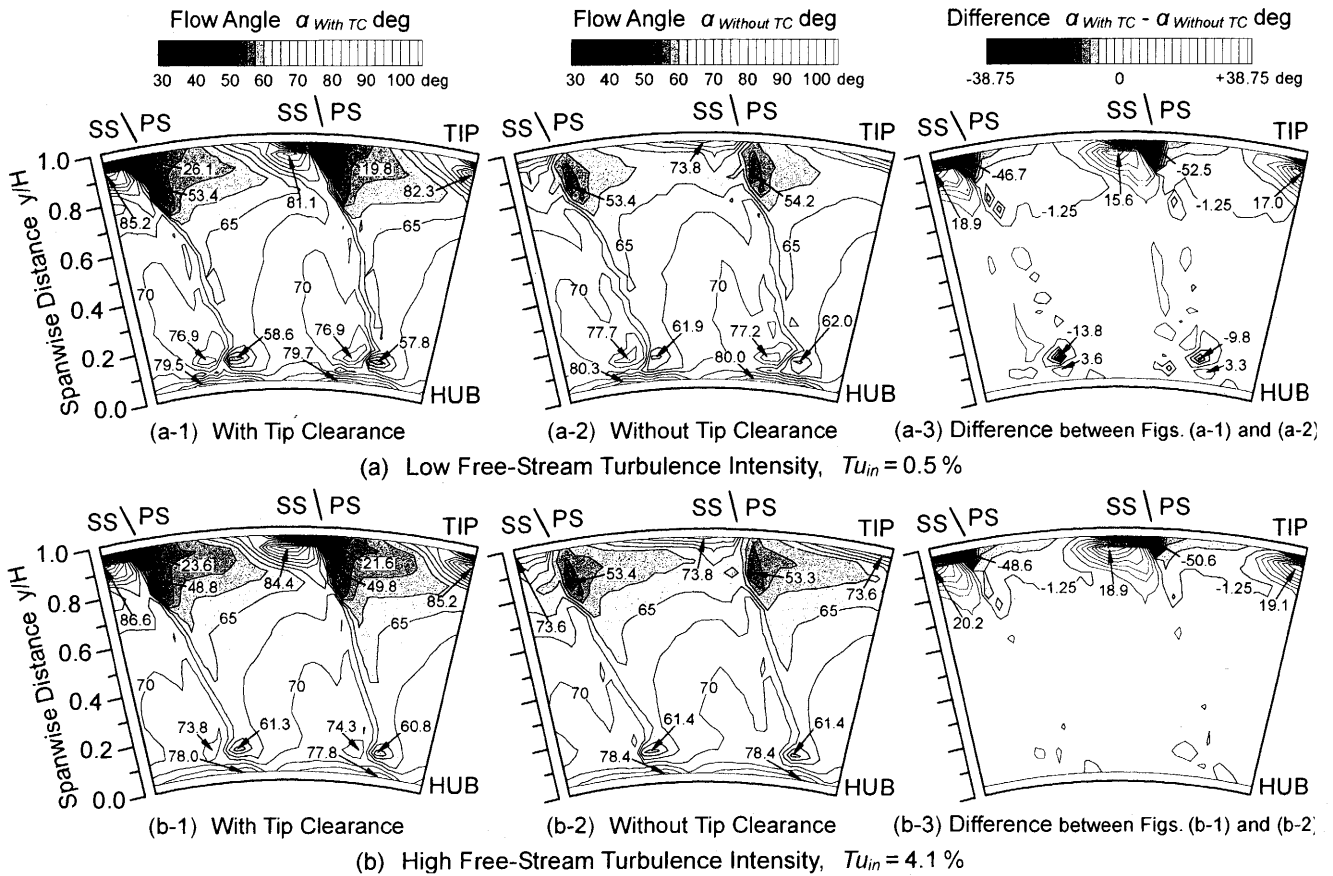 Flow Angle α With TC deg
30 40 50 60 70 80 90 100 deg
Flow Angle α Without TC deg
30 40 50 60 70 80 90 100 deg
Difference α With TC - α Without TC deg
-38.75 0 +38.75 deg
SS \ PS
SS \ PS
TIP
1.0
0.8
0.6
0.4
0.2
0.0
Spanwise Distance y/H
26.1
53.4
19.8
82.3
85.2
81.1
65
65
70
70
76.9
58.6
76.9
57.8
79.5
79.7
HUB
SS \ PS
SS \ PS
TIP
73.8
53.4
54.2
65
65
70
70
77.7
61.9
77.2
62.0
80.3
80.0
HUB
SS \ PS
SS \ PS
TIP
-46.7
-52.5
18.9
-1.25
15.6
-1.25
17.0
-13.8
3.6
-9.8
3.3
HUB
(a-1) With Tip Clearance
(a-2) Without Tip Clearance
(a-3) Difference between Figs. (a-1) and (a-2)
(a) Low Free-Stream Turbulence Intensity, Tu in = 0.5 %
SS \ PS
SS \ PS
TIP
1.0
0.8
0.6
0.4
0.2
0.0
Spanwise Distance y/H
23.6
48.8
21.6
49.8
84.4
85.2
86.6
65
65
70
70
73.8
61.3
74.3
60.8
78.0
77.8
HUB
SS \ PS
SS \ PS
TIP
53.4
73.8
53.3
73.6
73.6
65
65
70
70
61.4
61.4
78.4
78.4
HUB
SS \ PS
SS \ PS
TIP
-48.6
-50.6
-1.25
18.9
-1.25
19.1
20.2
HUB
(b-1) With Tip Clearance
(b-2) Without Tip Clearance
(b-3) Difference between Figs. (b-1) and (b-2)
(b) High Free-Stream Turbulence Intensity, Tu in = 4.1 %